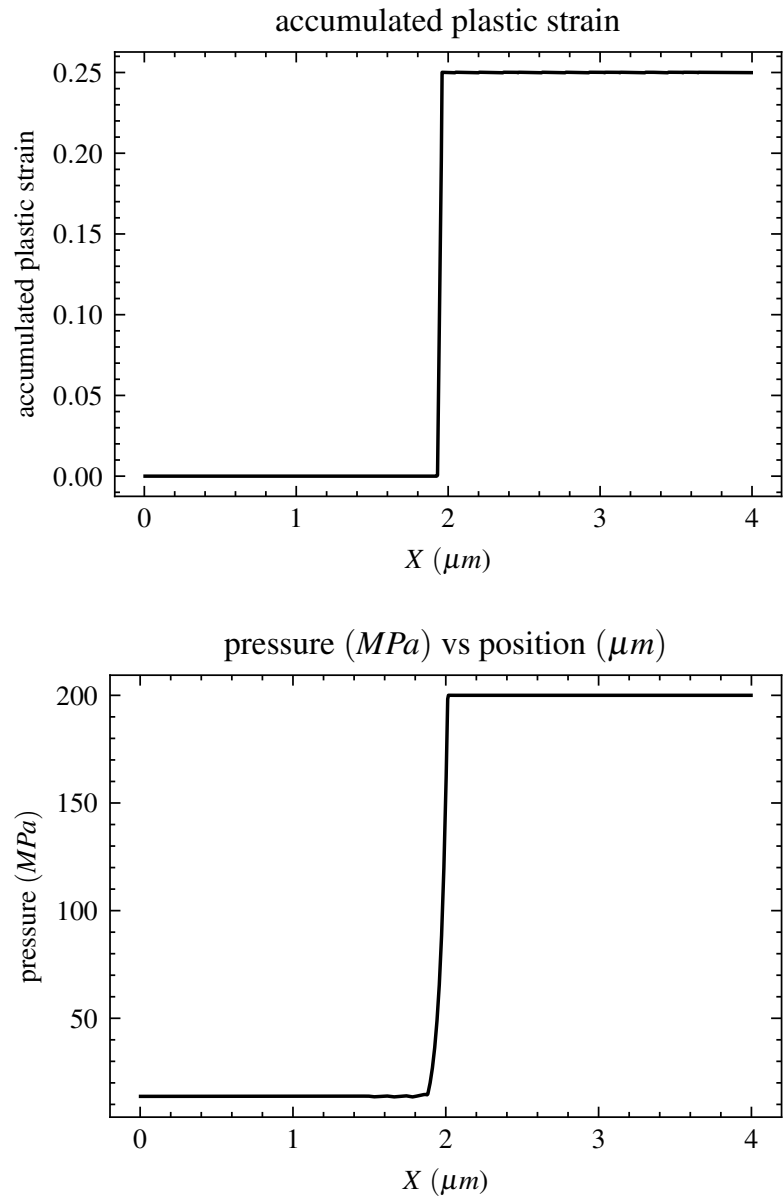 accumulated plastic strain
accumulated plastic strain
0.25
0.20
0.15
0.10
0.05
0.00
0 1 2 3 4
X (μm)
pressure (MPa) vs position (μm)
pressure (MPa)
200
150
100
50
0 1 2 3 4
X (μm)